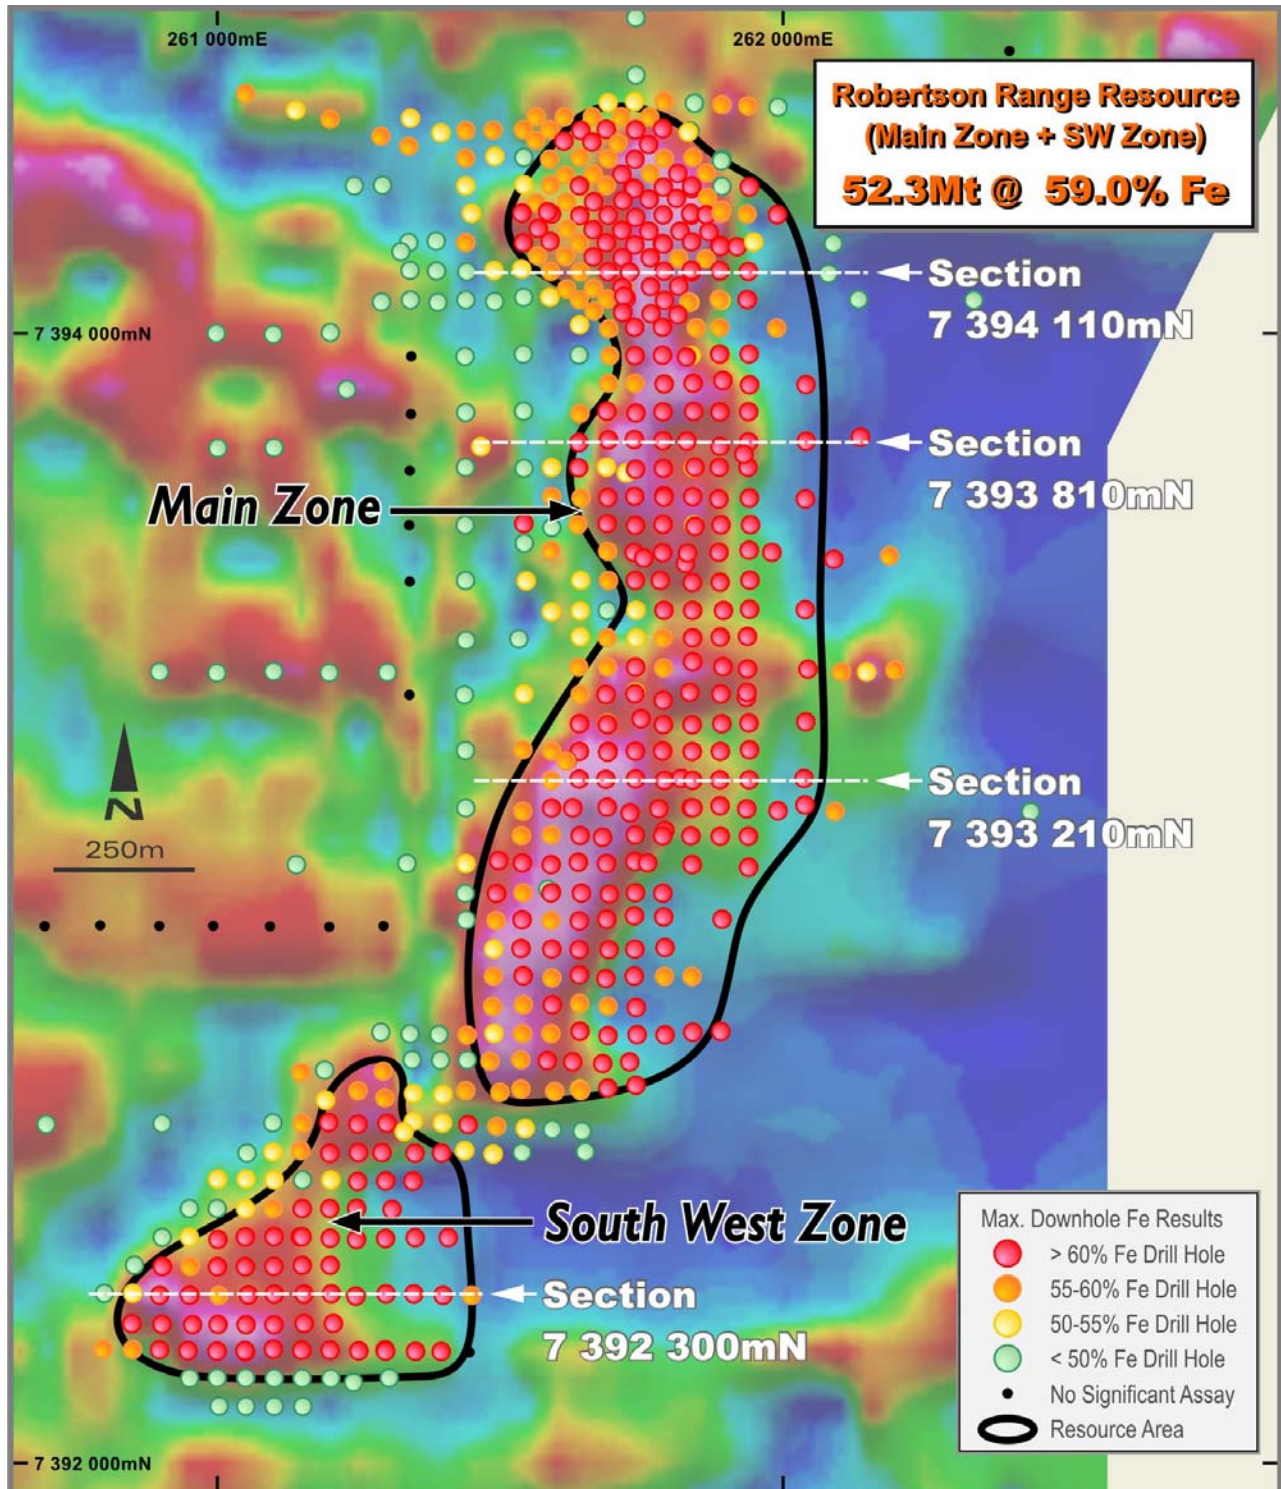 261 000mE
262 000mE
Robertson Range Resource
(Main Zone + SW Zone)
52.3Mt @ 59.0% Fe
Section
7 394 110mN
7 394 000mN
Section
7 393 810mN
Main Zone
N
250m
Section
7 393 210mN
South West Zone
Section
7 392 300mN
Max. Downhole Fe Results
> 60% Fe Drill Hole
55-60% Fe Drill Hole
50-55% Fe Drill Hole
< 50% Fe Drill Hole
No Significant Assay
Resource Area
7 392 000mN